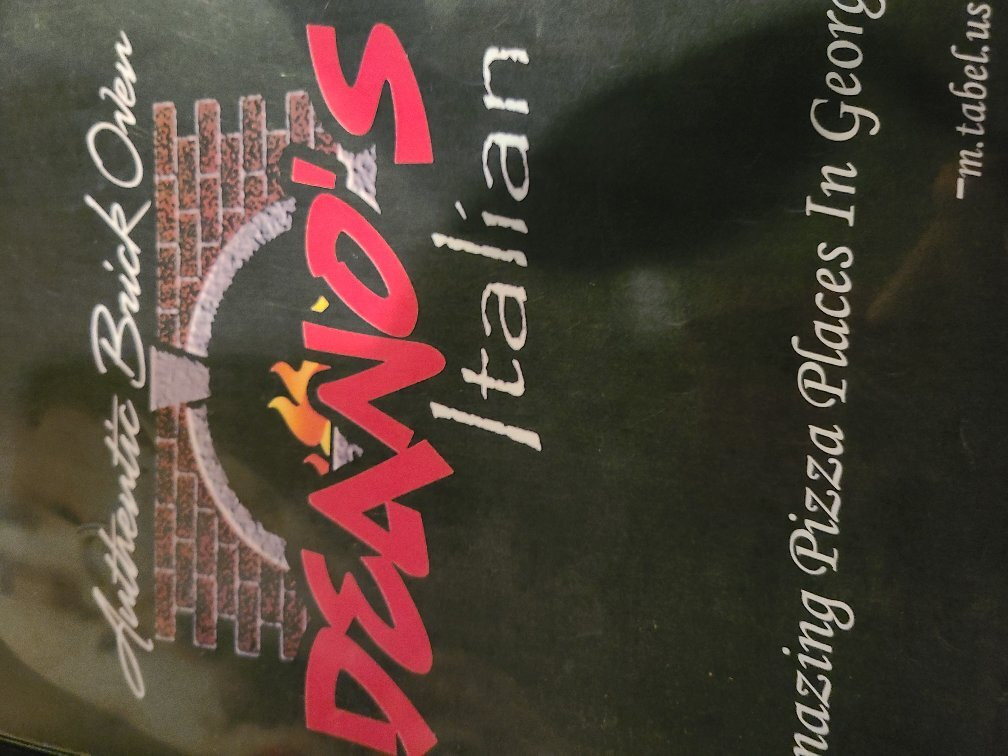 Authentic Brick Oven
DEANO'S
Italian
mazing Pizza Places In Georg
–m.tabel.us